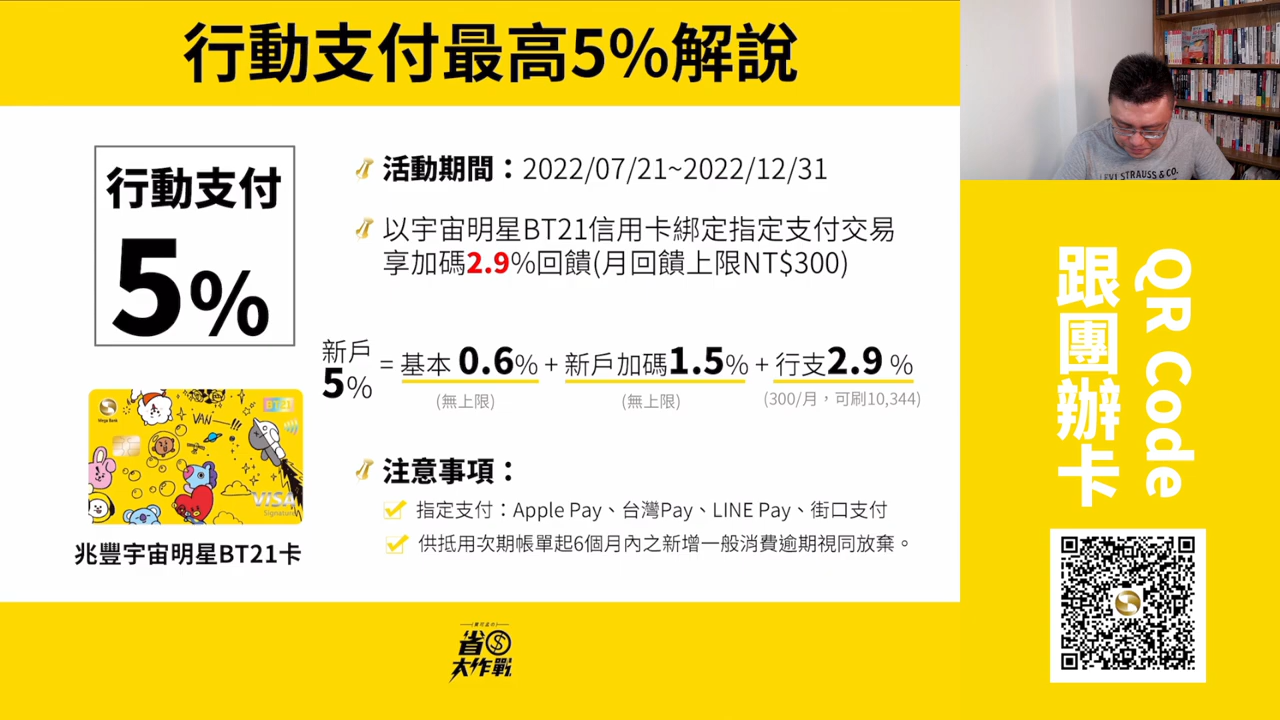 行動支付最高5%解說
行動支付
5%
活動期間：2022/07/21~2022/12/31
以宇宙明星BT21信用卡綁定指定支付交易
享加碼2.9%回饋(月回饋上限NT$300)
新戶
5%
= 基本 0.6% + 新戶加碼1.5% + 行支2.9 %
(無上限)
(無上限)
(300/月，可刷10,344)
注意事項：
指定支付：Apple Pay、台灣Pay、LINE Pay、街口支付
供抵用次期帳單起6個月內之新增一般消費逾期視同放棄。
Mega Bank
BT21
VAN
VISA
Signature
兆豐宇宙明星BT21卡
省
大作戰
LEVI STRAUSS & CO.
QR Code
跟團辦卡